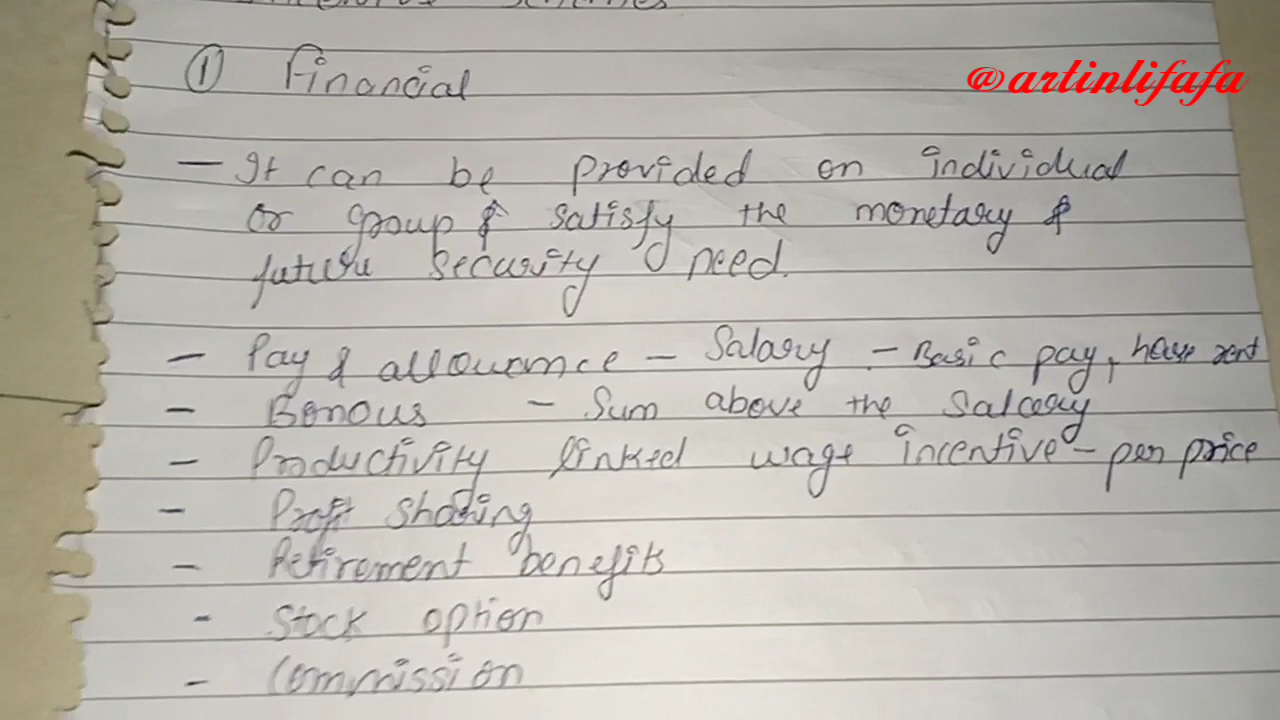 ① Financial
@artinlifafa
— It can be provided on individual
or group & satisfy the monetary &
future security need.
— Pay & allowance — Salary - Basic pay, house rent
— Bonous - Sum above the Salary
— Productivity linked wage incentive - per price
— Profit sharing
— Retirement benefits
- Stock option
- Commission